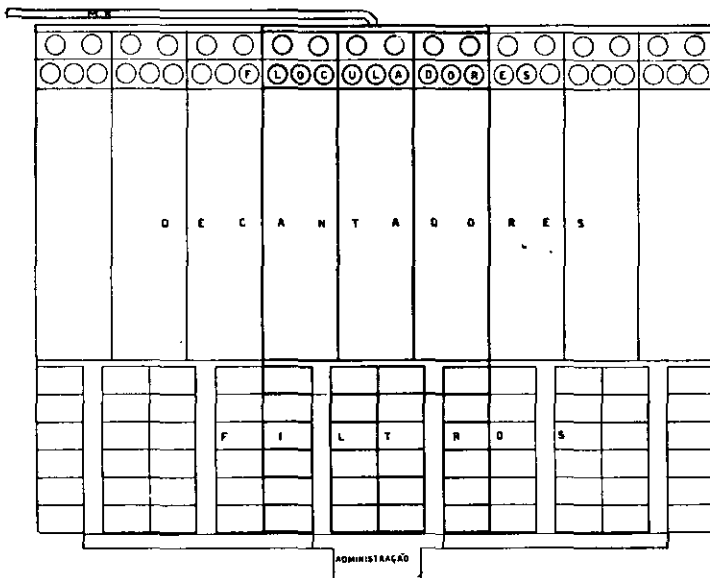 M.R
FLOCULADORES
DECANTADORES
FILTROS
ADMINISTRAÇÃO